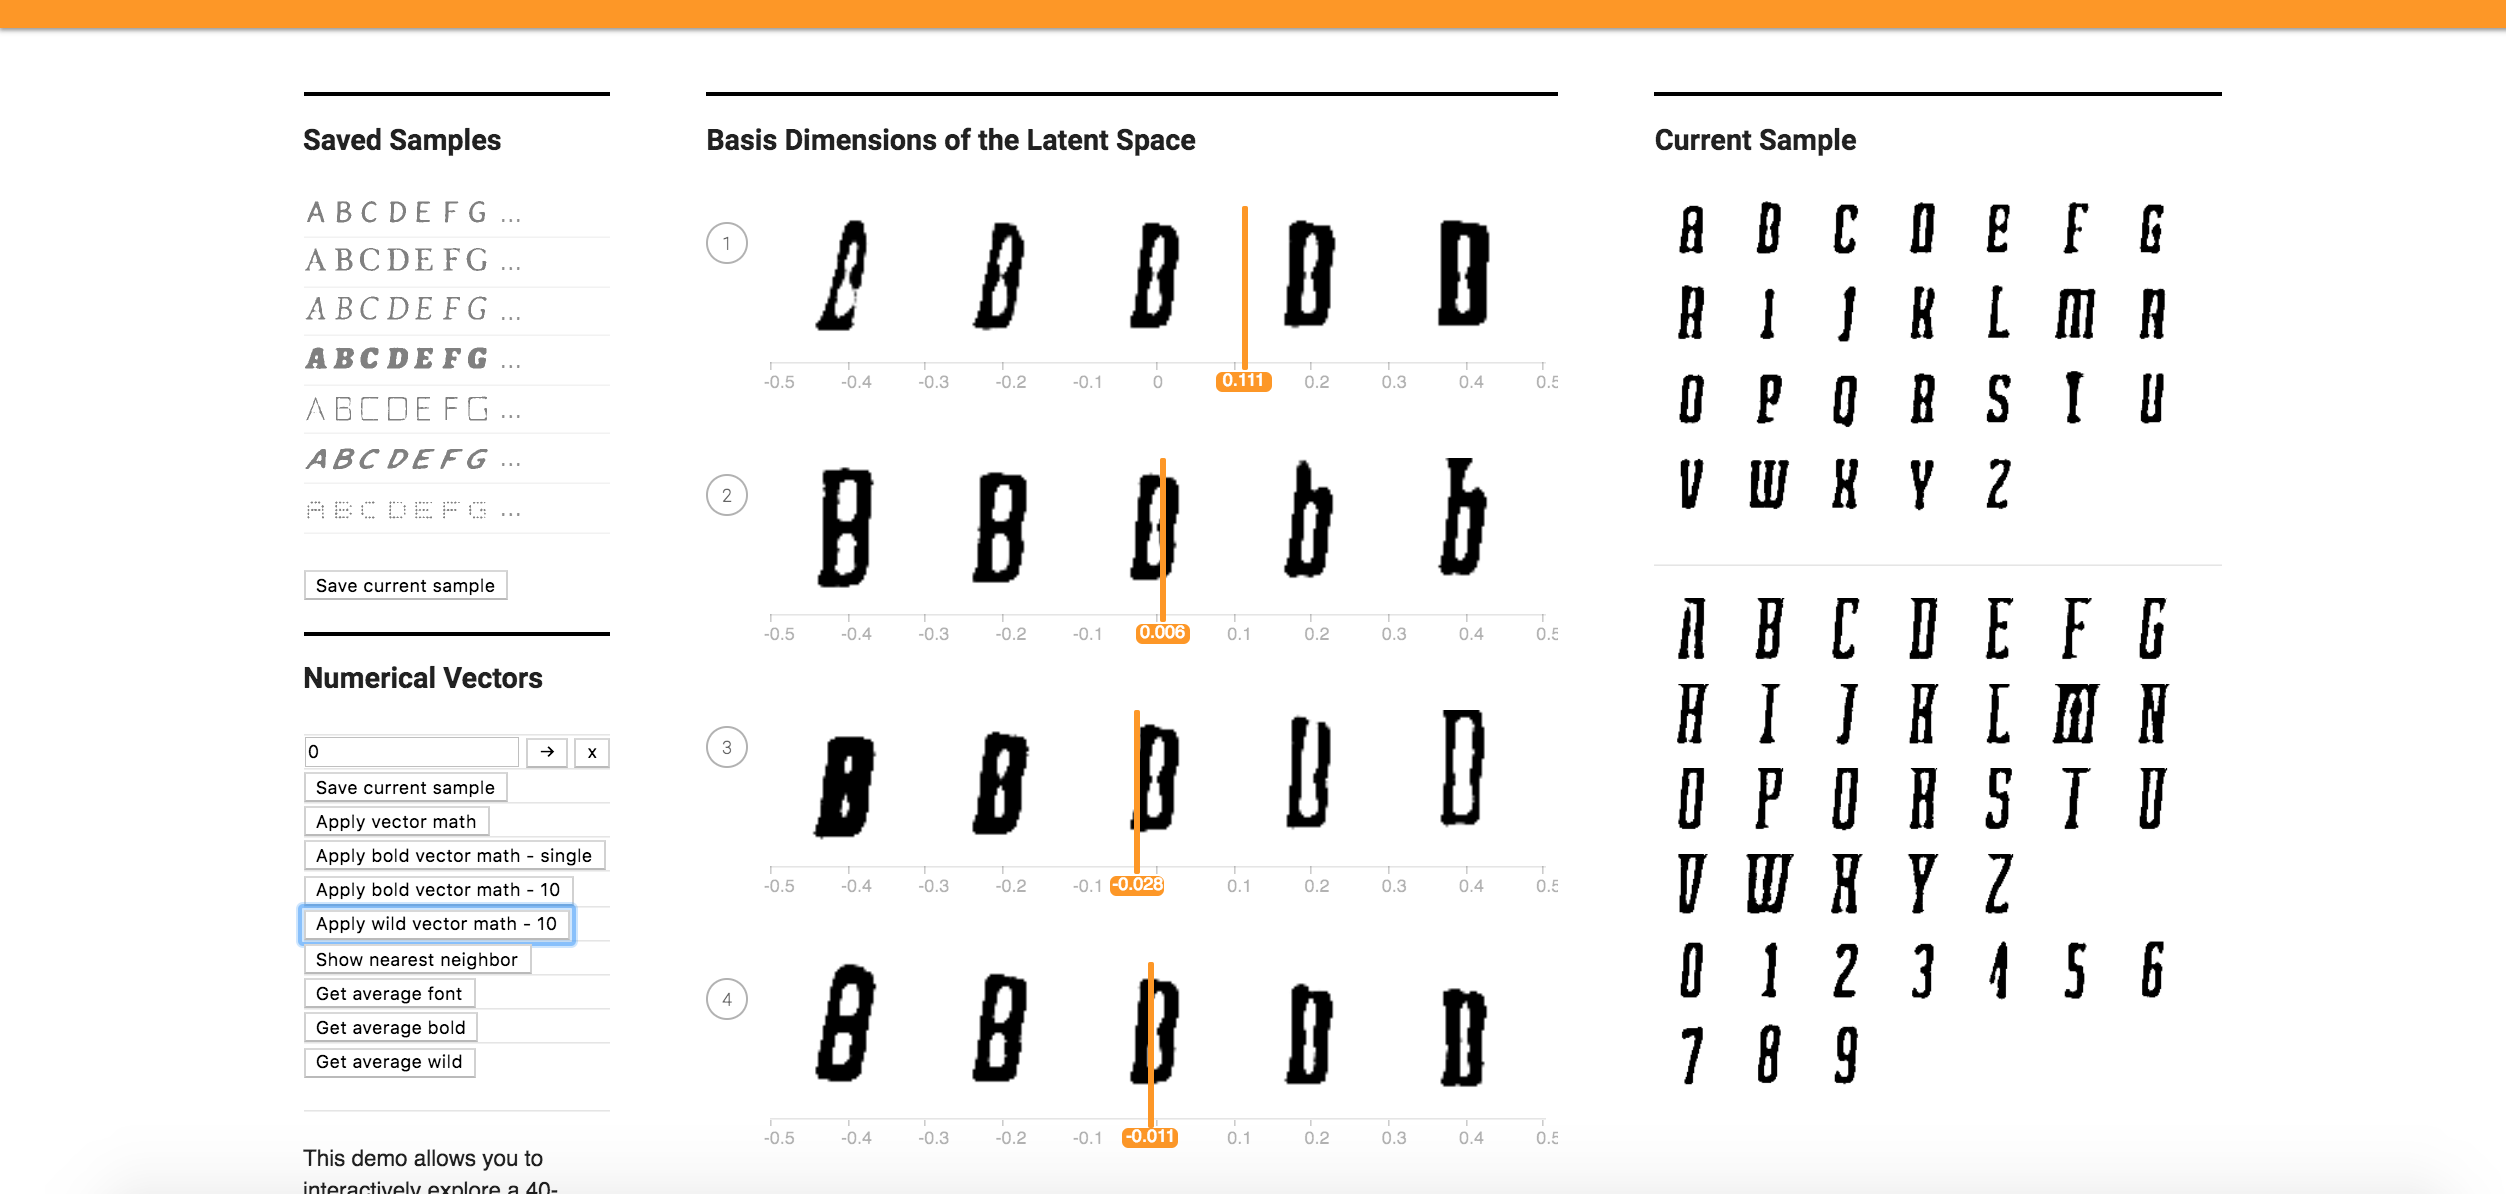 Saved Samples
A B C D E F G ...
A B C D E F G ...
A B C D E F G ...
A B C D E F G ...
A B C D E F G ...
A B C D E F G ...
A B C D E F G ...
Save current sample
Numerical Vectors
0 → x
Save current sample
Apply vector math
Apply bold vector math - single
Apply bold vector math - 10
Apply wild vector math - 10
Show nearest neighbor
Get average font
Get average bold
Get average wild
This demo allows you to
interactively explore a 40-
Basis Dimensions of the Latent Space
1
-0.5 -0.4 -0.3 -0.2 -0.1 0 0.111 0.2 0.3 0.4 0.5
2
B B b b
-0.5 -0.4 -0.3 -0.2 -0.1 0.006 0.1 0.2 0.3 0.4 0.5
3
-0.5 -0.4 -0.3 -0.2 -0.1 -0.028 0.1 0.2 0.3 0.4 0.5
4
-0.5 -0.4 -0.3 -0.2 -0.1 -0.011 0.1 0.2 0.3 0.4 0.5
Current Sample
a B C D e F G
R I J K L m A
O P Q R S T U
V W X Y Z
A B C D E F G
H I J K L M N
O P Q R S T U
V W X Y Z
0 1 2 3 4 5 6
7 8 9